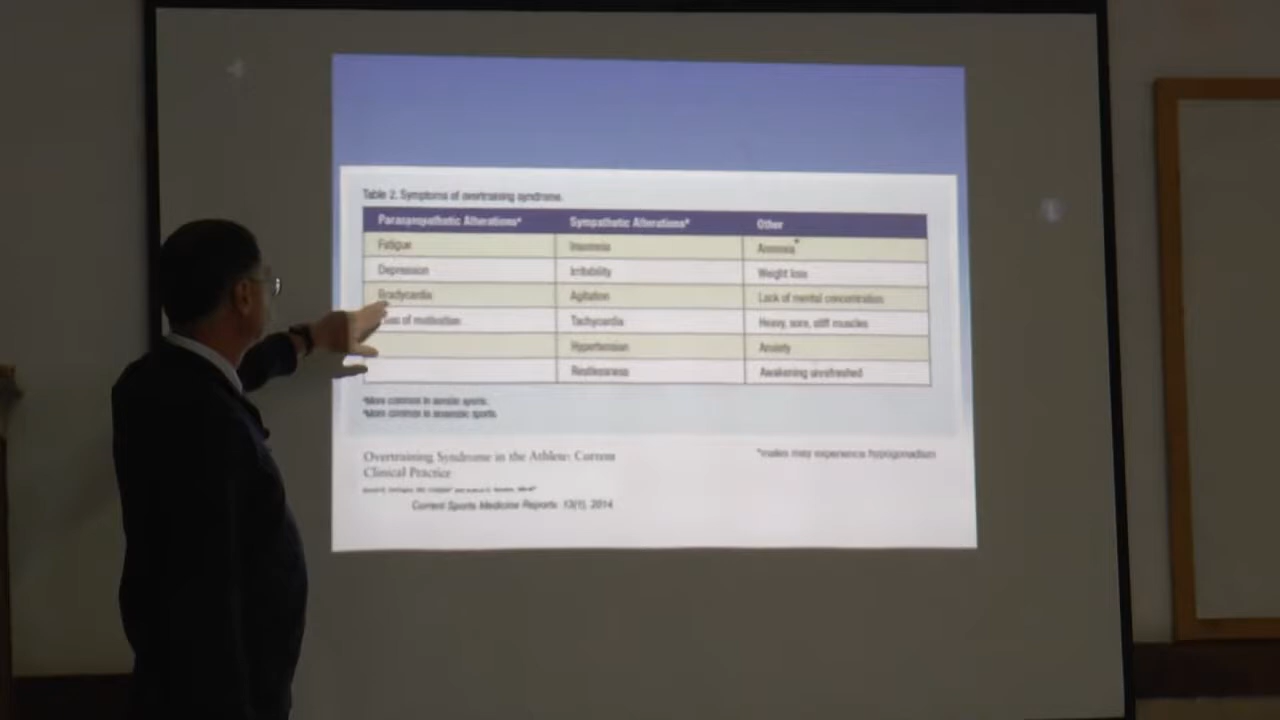 Table 2. Symptoms of overtraining syndrome.
Parasympathetic Alterations* Sympathetic Alterations* Other
Fatigue Insomnia Anorexia*
Depression Irritability Weight loss
Bradycardia Agitation Lack of mental concentration
Loss of motivation Tachycardia Heavy, sore, stiff muscles
Hypertension Anxiety
Restlessness Awakening unrefreshed
*More common in aerobic sports.
*More common in anaerobic sports.
Overtraining Syndrome in the Athlete: Current
Clinical Practice
*males may experience hypogonadism
Current Sports Medicine Reports 13(1), 2014